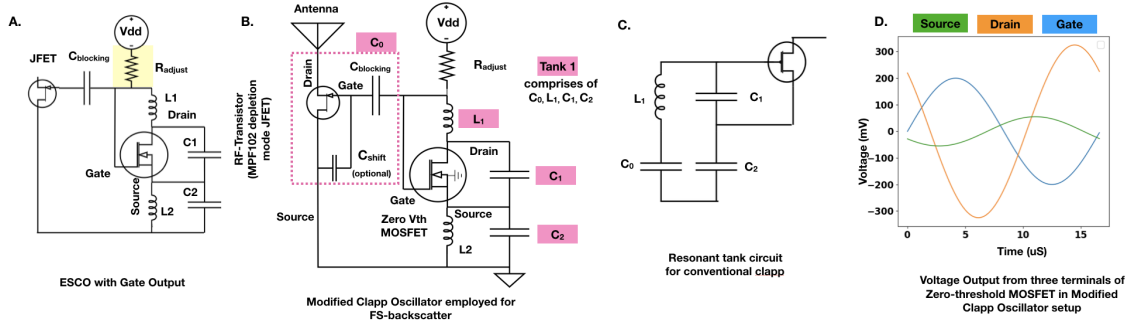 A.
Vdd
JFET
Cblocking
Radjust
L1
Drain
C1
Gate
Source
C2
L2
ESCO with Gate Output
B.
Antenna
Vdd
C0
Drain
Cblocking
Gate
Radjust
Tank 1
comprises of
C0, L1, C1, C2
RF-Transistor
(MPF102 depletion
mode JFET)
L1
Cshift
(optional)
Drain
C1
Gate
Source
Source
Zero Vth
MOSFET
C2
L2
Modified Clapp Oscillator employed for
FS-backscatter
C.
L1
C1
C0
C2
Resonant tank circuit
for conventional clapp
D.
Source
Drain
Gate
Voltage (mV)
300
200
100
0
−100
−200
−300
0
5
10
15
Time (uS)
Voltage Output from three terminals of
Zero-threshold MOSFET in Modified
Clapp Oscillator setup